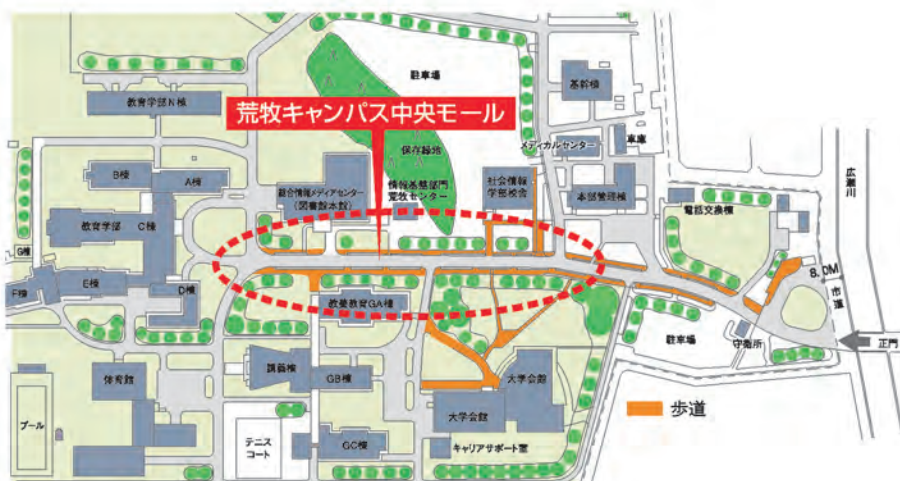 駐車場
基幹棟
教育学部N棟
荒牧キャンパス中央モール
メディカルセンター
車庫
保存緑地
B棟
A棟
総合情報メディアセンター
(図書館本館)
情報基盤部門
荒牧センター
社会情報
学部校舎
本部管理棟
広瀬川
電話交換棟
教育学部
C棟
G棟
E棟
F棟
D棟
教養教育GA棟
8.0M
市道
正門
駐車場
守衛所
体育館
講義棟
GB棟
大学会館
歩道
大学会館
プール
テニス
コート
GC棟
キャリアサポート室